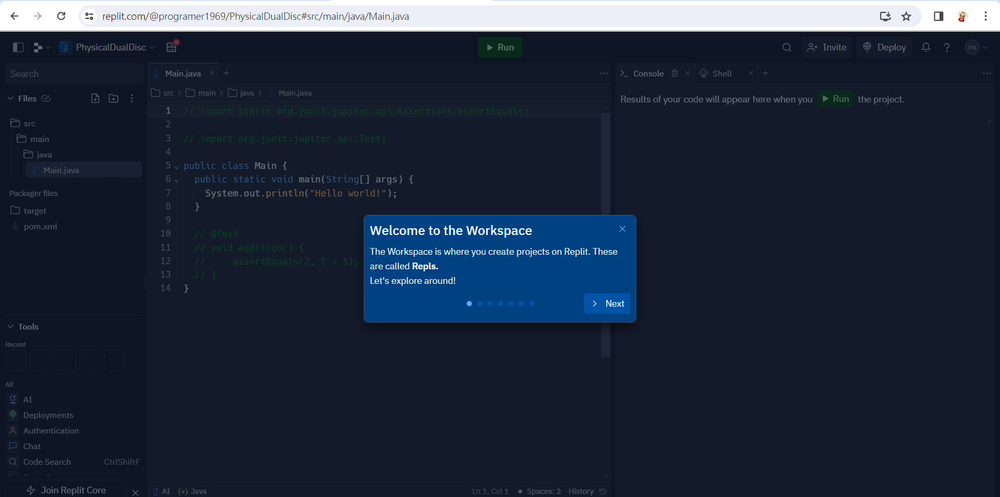 replit.com/@programer1969/PhysicalDualDisc#src/main/java/Main.java
PhysicalDualDisc
Run
Invite
Deploy
PR
Search
Main.java
Console
Shell
Files
src
main
java
Main.java
Packager files
target
pom.xml
src > main > java > Main.java
1 // import static org.junit.jupiter.api.Assertions.assertEquals;
2
3 // import org.junit.jupiter.api.Test;
4
5 public class Main {
6 public static void main(String[] args) {
7 System.out.println("Hello world!");
8 }
9
10 // @Test
11 // void addition() {
12 // assertEquals(2, 1 + 1);
13 // }
14 }
Results of your code will appear here when you Run the project.
Welcome to the Workspace
The Workspace is where you create projects on Replit. These
are called Repls.
Let's explore around!
Next
Tools
Recent
All
AI
Deployments
Authentication
Chat
Code Search CtrlShiftF
Join Replit Core
AI {*} Java
Ln 1, Col 1 Spaces: 2 History